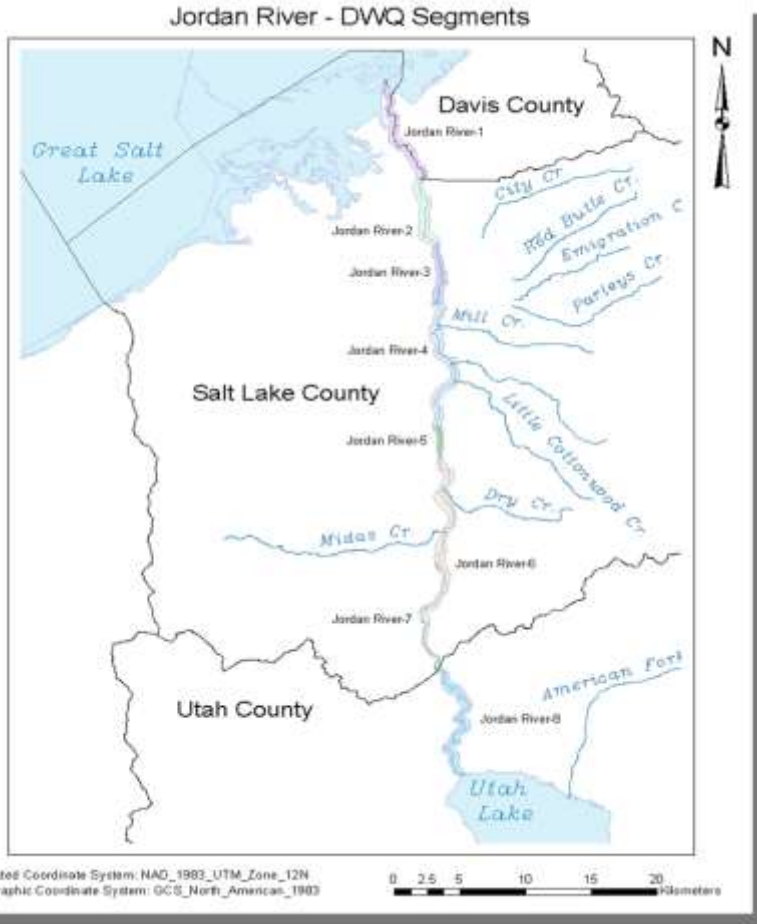 Jordan River - DWQ Segments
N
Davis County
Jordan River-1
Great Salt
Lake
City Cr
Red Butte Cr.
Emigration C
Parleys Cr.
Jordan River-2
Jordan River-3
Mill Cr.
Jordan River-4
Salt Lake County
Little Cottonwood Cr.
Jordan River-5
Dry Cr.
Midas Cr
Jordan River-6
Jordan River-7
American Fork
Utah County
Jordan River-8
Utah
Lake
ted Coordinate System: NAD_1983_UTM_Zone_12N
aphic Coordinate System: GCS_North_American_1983
0 2.5 5 10 15 20
Kilometers